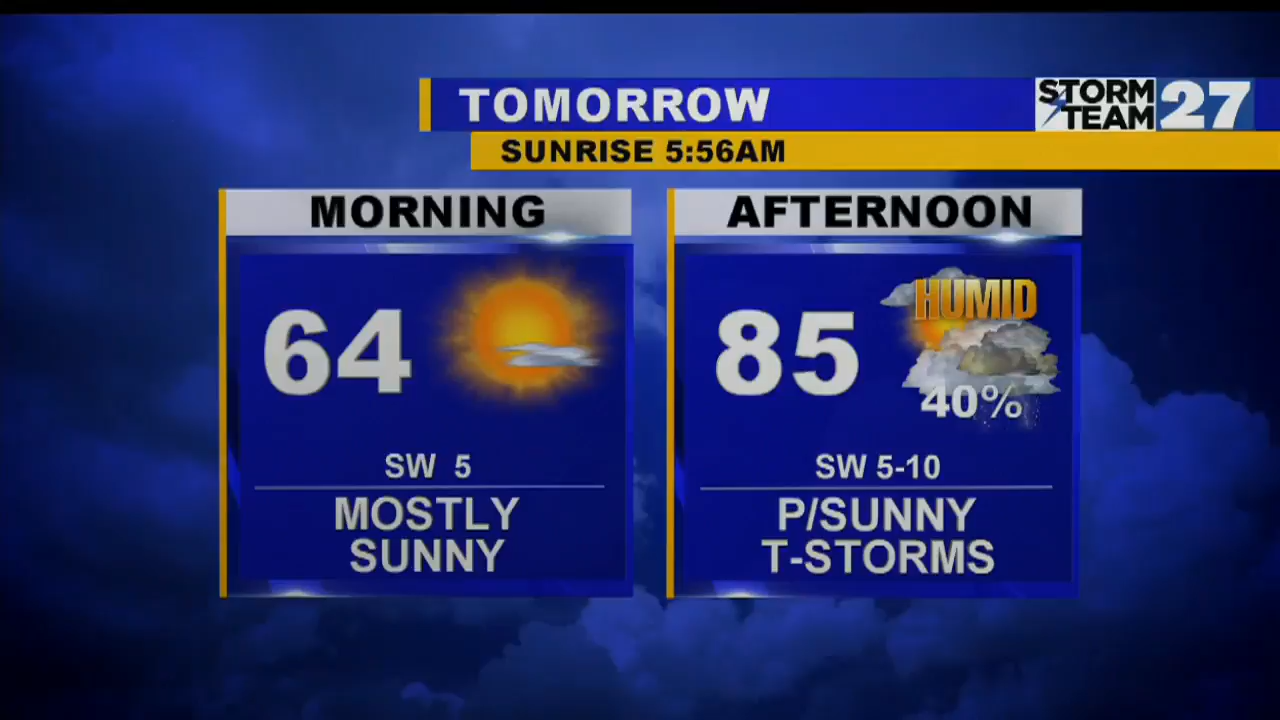 TOMORROW
STORM
TEAM 27
SUNRISE 5:56AM
MORNING
64
SW 5
MOSTLY
SUNNY
AFTERNOON
85
HUMID
40%
SW 5-10
P/SUNNY
T-STORMS